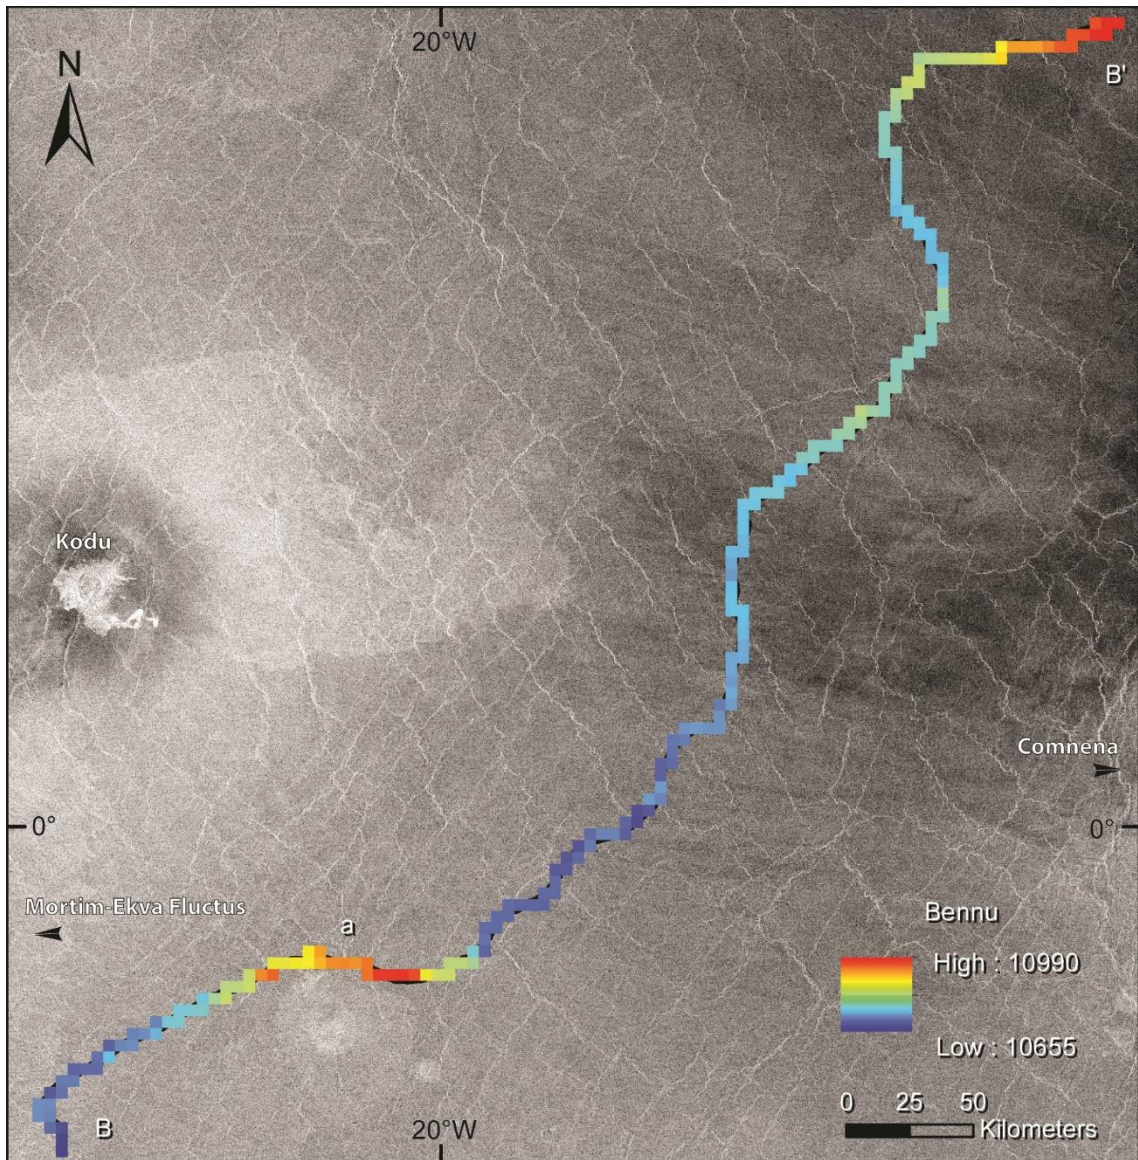 20°W
N
B'
Kodu
Comnena
0°
0°
Mortim-Ekva Fluctus
a
Bennu
High : 10990
Low : 10655
B
20°W
0 25 50
Kilometers